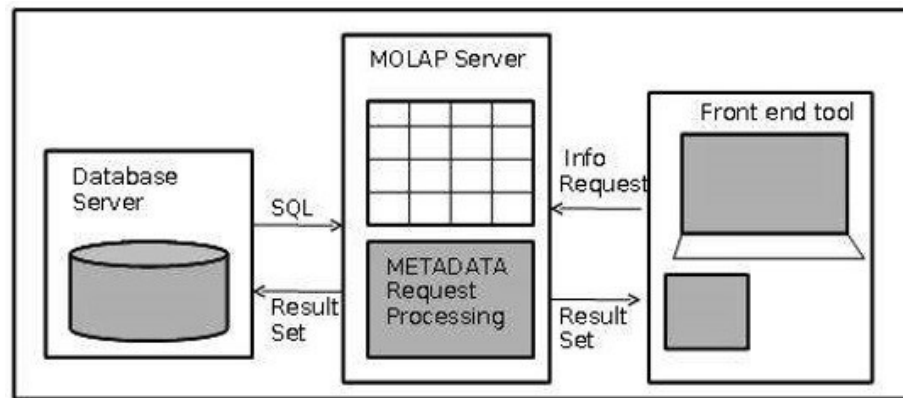 MOLAP Server
Database
Server
SQL
Result
Set
METADATA
Request
Processing
Info
Request
Result
Set
Front end tool